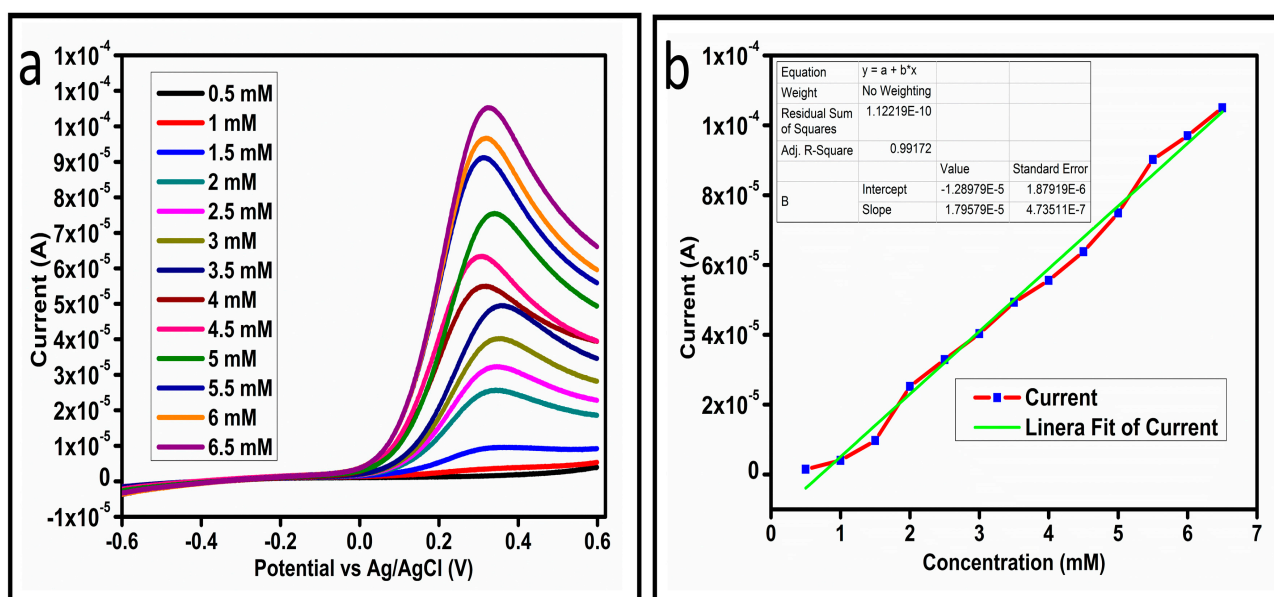 a
Current (A)
1x10⁻⁴
1x10⁻⁴
1x10⁻⁴
9x10⁻⁵
8x10⁻⁵
7x10⁻⁵
6x10⁻⁵
5x10⁻⁵
4x10⁻⁵
3x10⁻⁵
2x10⁻⁵
1x10⁻⁵
0
-1x10⁻⁵
0.5 mM
1 mM
1.5 mM
2 mM
2.5 mM
3 mM
3.5 mM
4 mM
4.5 mM
5 mM
5.5 mM
6 mM
6.5 mM
-0.6 -0.4 -0.2 0.0 0.2 0.4 0.6
Potential vs Ag/AgCl (V)
b
Current (A)
1x10⁻⁴
1x10⁻⁴
8x10⁻⁵
6x10⁻⁵
4x10⁻⁵
2x10⁻⁵
0
Equation y = a + b*x
Weight No Weighting
Residual Sum of Squares 1.12219E-10
Adj. R-Square 0.99172
Value Standard Error
B Intercept -1.28979E-5 1.87919E-6
Slope 1.79579E-5 4.73511E-7
Current
Linera Fit of Current
0 1 2 3 4 5 6 7
Concentration (mM)